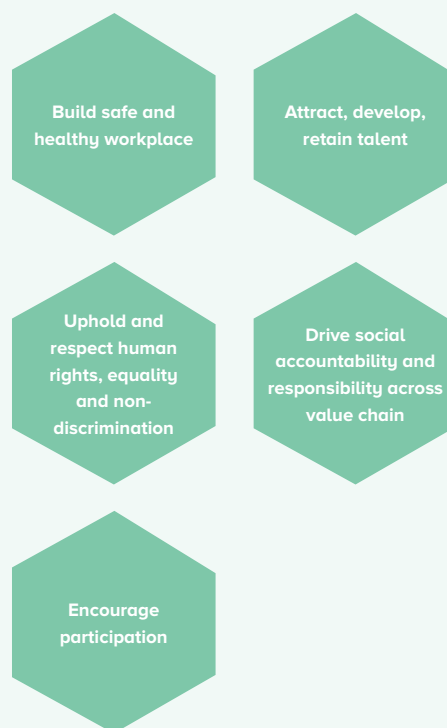 Build safe and
healthy workplace
Attract, develop,
retain talent
Uphold and
respect human
rights, equality
and non-
discrimination
Drive social
accountability and
responsibility across
value chain
Encourage
participation